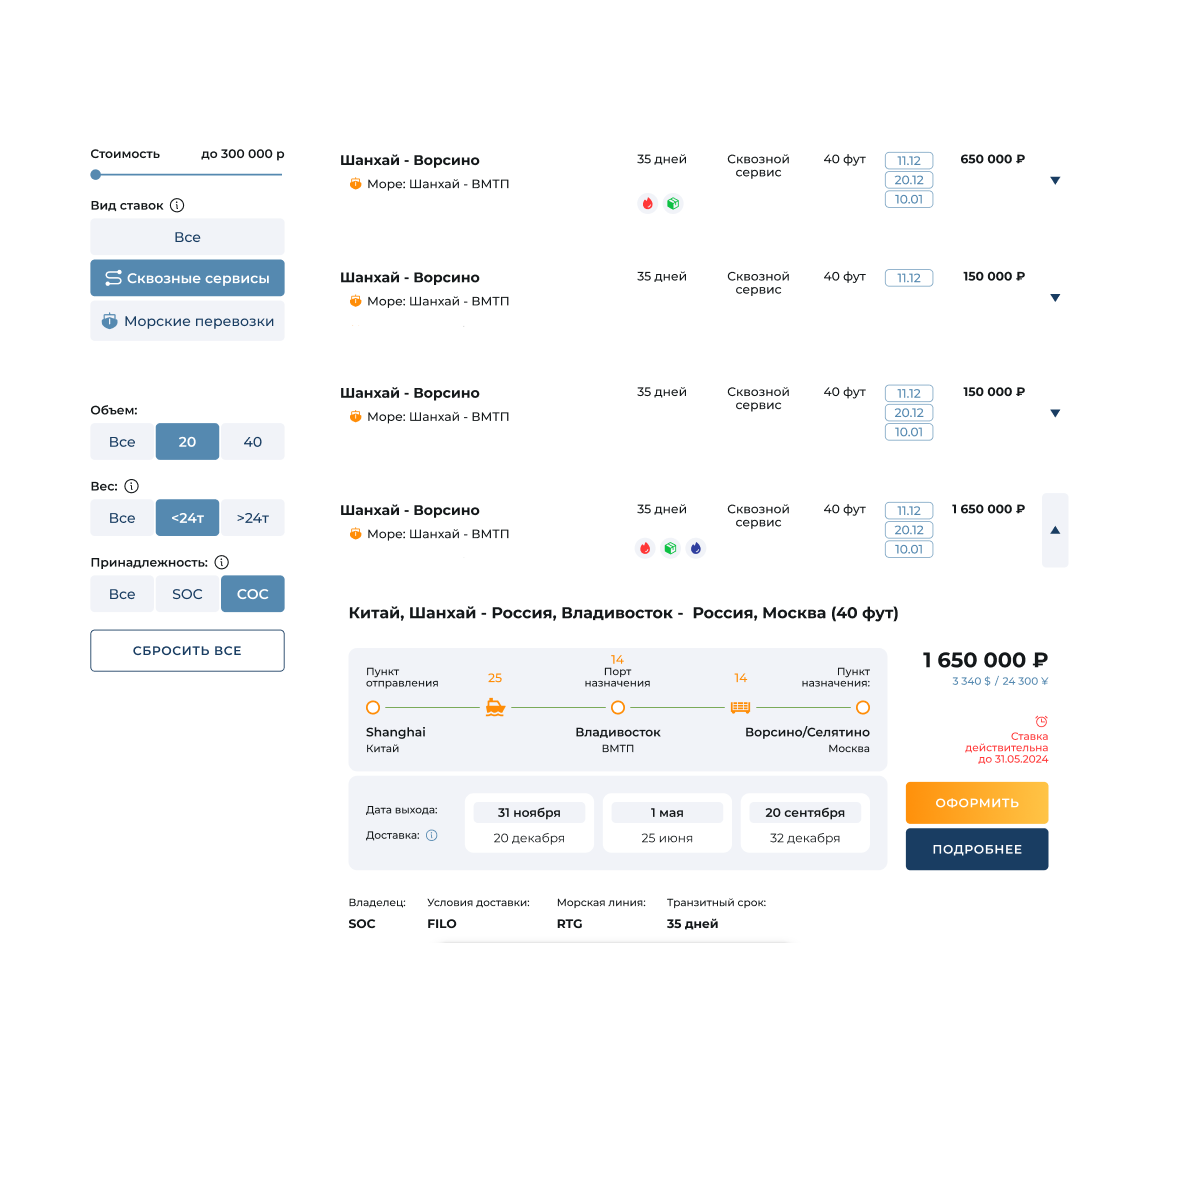 Стоимость до 300 000 р
Вид ставок
Все
Сквозные сервисы
Морские перевозки
Объем:
Все 20 40
Вес:
Все <24т >24т
Принадлежность:
Все SOC COC
СБРОСИТЬ ВСЕ
Шанхай - Ворсино
Море: Шанхай - ВМТП
35 дней
Сквозной
сервис
40 фут
11.12
20.12
10.01
650 000 ₽
Шанхай - Ворсино
Море: Шанхай - ВМТП
35 дней
Сквозной
сервис
40 фут
11.12
150 000 ₽
Шанхай - Ворсино
Море: Шанхай - ВМТП
35 дней
Сквозной
сервис
40 фут
11.12
20.12
10.01
150 000 ₽
Шанхай - Ворсино
Море: Шанхай - ВМТП
35 дней
Сквозной
сервис
40 фут
11.12
20.12
10.01
1 650 000 ₽
Китай, Шанхай - Россия, Владивосток - Россия, Москва (40 фут)
Пункт
отправления
25
14
Порт
назначения
14
Пункт
назначения:
Shanghai
Китай
Владивосток
ВМТП
Ворсино/Селятино
Москва
Дата выхода:
Доставка:
31 ноября
20 декабря
1 мая
25 июня
20 сентября
32 декабря
1 650 000 ₽
3 340 $ / 24 300 ¥
Ставка
действительна
до 31.05.2024
ОФОРМИТЬ
ПОДРОБНЕЕ
Владелец: Условия доставки: Морская линия: Транзитный срок:
SOC FILO RTG 35 дней